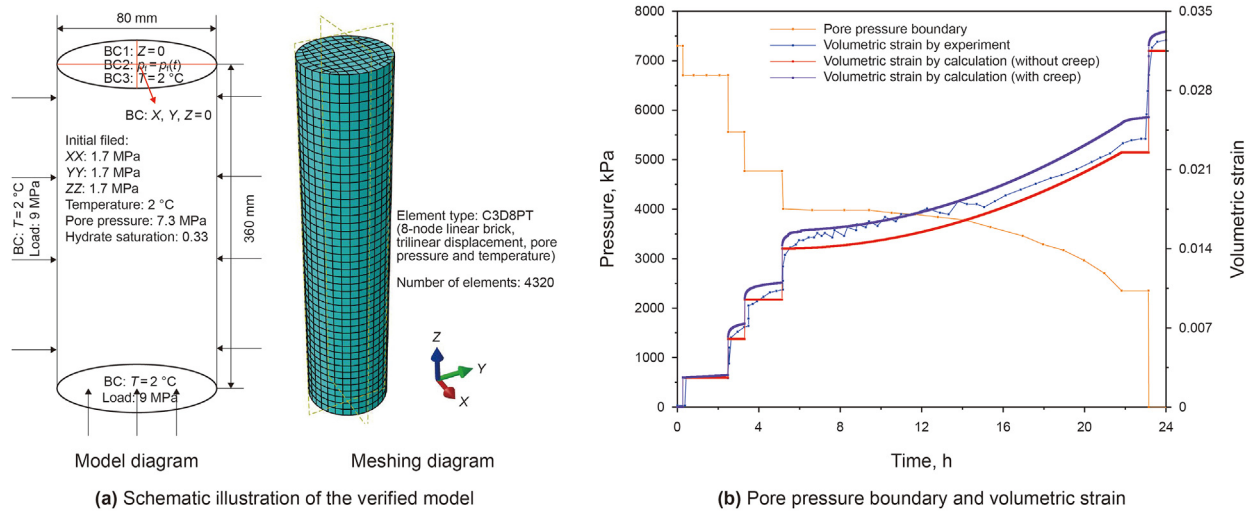 80 mm
BC1: Z=0
BC2: pᵢ=pᵢ(t)
BC3: T=2 °C
BC: X, Y, Z=0
Initial filed:
XX: 1.7 MPa
YY: 1.7 MPa
ZZ: 1.7 MPa
Temperature: 2 °C
Pore pressure: 7.3 MPa
Hydrate saturation: 0.33
BC: T=2 °C
Load: 9 MPa
360 mm
BC: T=2 °C
Load: 9 MPa
Model diagram
Element type: C3D8PT
(8-node linear brick,
trilinear displacement, pore
pressure and temperature)
Number of elements: 4320
Z
Y
X
Meshing diagram
(a) Schematic illustration of the verified model
Pressure, kPa
8000
7000
6000
5000
4000
3000
2000
1000
0
Pore pressure boundary
Volumetric strain by experiment
Volumetric strain by calculation (without creep)
Volumetric strain by calculation (with creep)
0.035
0.028
0.021
0.014
0.007
0
Volumetric strain
0 4 8 12 16 20 24
Time, h
(b) Pore pressure boundary and volumetric strain